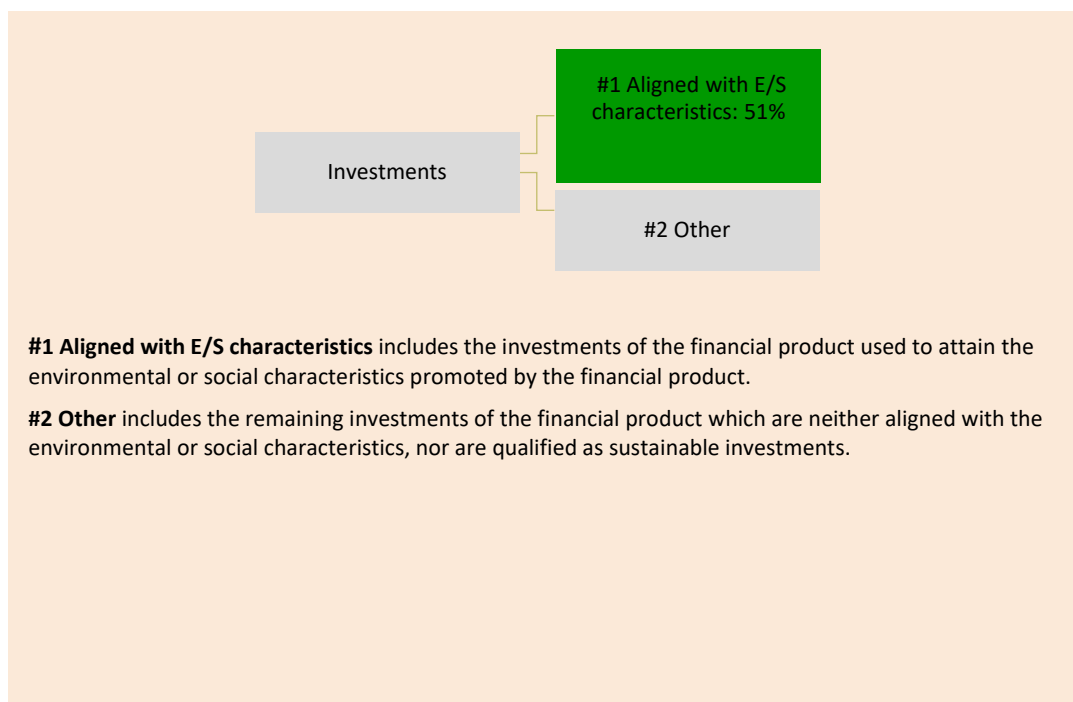 #1 Aligned with E/S
characteristics: 51%
Investments
#2 Other
#1 Aligned with E/S characteristics includes the investments of the financial product used to attain the
environmental or social characteristics promoted by the financial product.
#2 Other includes the remaining investments of the financial product which are neither aligned with the
environmental or social characteristics, nor are qualified as sustainable investments.